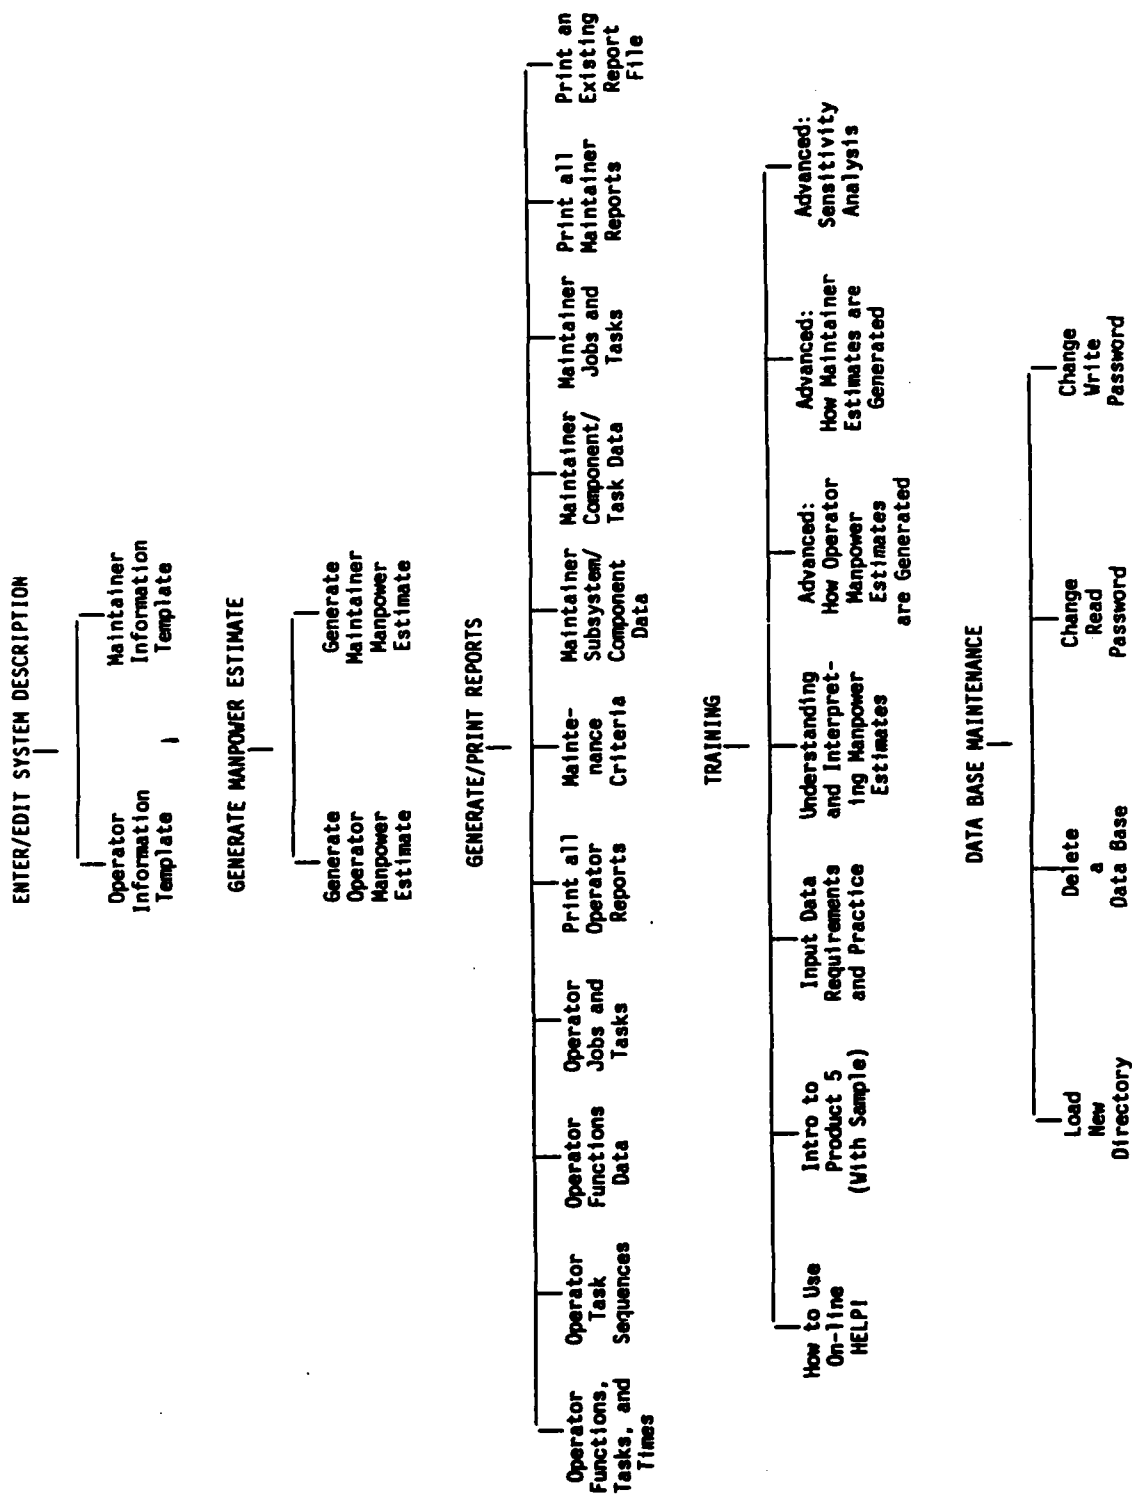 ENTER/EDIT SYSTEM DESCRIPTION
Operator
Information
Template
Maintainer
Information
Template
GENERATE MANPOWER ESTIMATE
Generate
Operator
Manpower
Estimate
Generate
Maintainer
Manpower
Estimate
GENERATE/PRINT REPORTS
Operator
Functions,
Tasks, and
Times
Operator
Task
Sequences
Operator
Functions
Data
Operator
Jobs and
Tasks
Print all
Operator
Reports
Mainte-
nance
Criteria
Maintainer
Subsystem/
Component
Data
Maintainer
Component/
Task Data
Maintainer
Jobs and
Tasks
Print all
Maintainer
Reports
Print an
Existing
Report
File
TRAINING
How to Use
On-line
HELP!
Intro to
Product 5
(With Sample)
Input Data
Requirements
and Practice
Understanding
and Interpret-
ing Manpower
Estimates
Advanced:
How Operator
Manpower
Estimates
are Generated
Advanced:
How Maintainer
Estimates are
Generated
Advanced:
Sensitivity
Analysis
DATA BASE MAINTENANCE
Load
New
Directory
Delete
a
Data Base
Change
Read
Password
Change
Write
Password